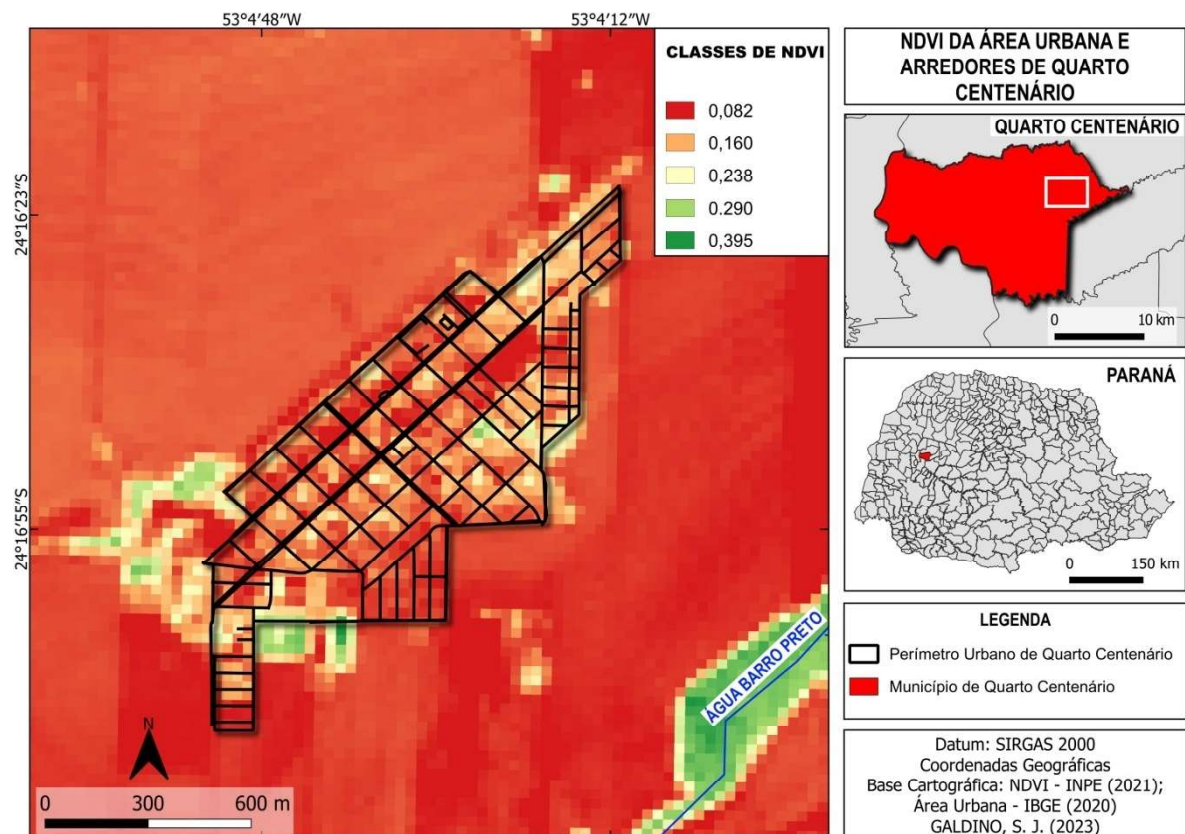 53°4′48″W
53°4′12″W
24°16′23″S
24°16′55″S
CLASSES DE NDVI
0,082
0,160
0,238
0.290
0,395
ÁGUA BARRO PRETO
N
0 300 600 m
NDVI DA ÁREA URBANA E
ARREDORES DE QUARTO
CENTENÁRIO
QUARTO CENTENÁRIO
0 10 km
PARANÁ
0 150 km
LEGENDA
Perímetro Urbano de Quarto Centenário
Município de Quarto Centenário
Datum: SIRGAS 2000
Coordenadas Geográficas
Base Cartográfica: NDVI - INPE (2021);
Área Urbana - IBGE (2020)
GALDINO, S. J. (2023)